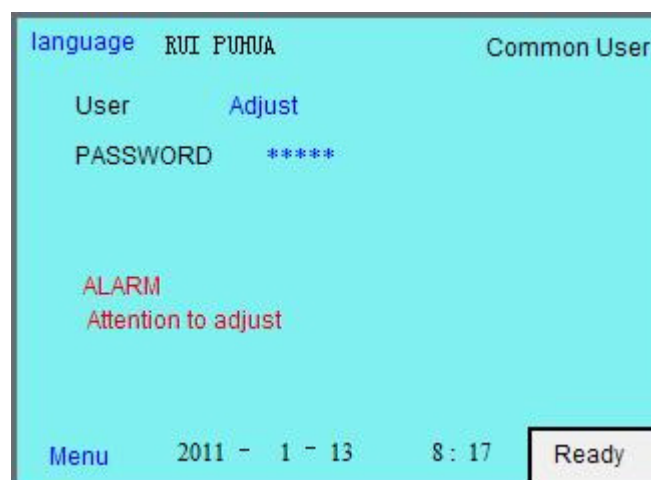 language RUI PUHUA Common User
User Adjust
PASSWORD *****
ALARM
Attention to adjust
Menu 2011 - 1 - 13 8 : 17 Ready